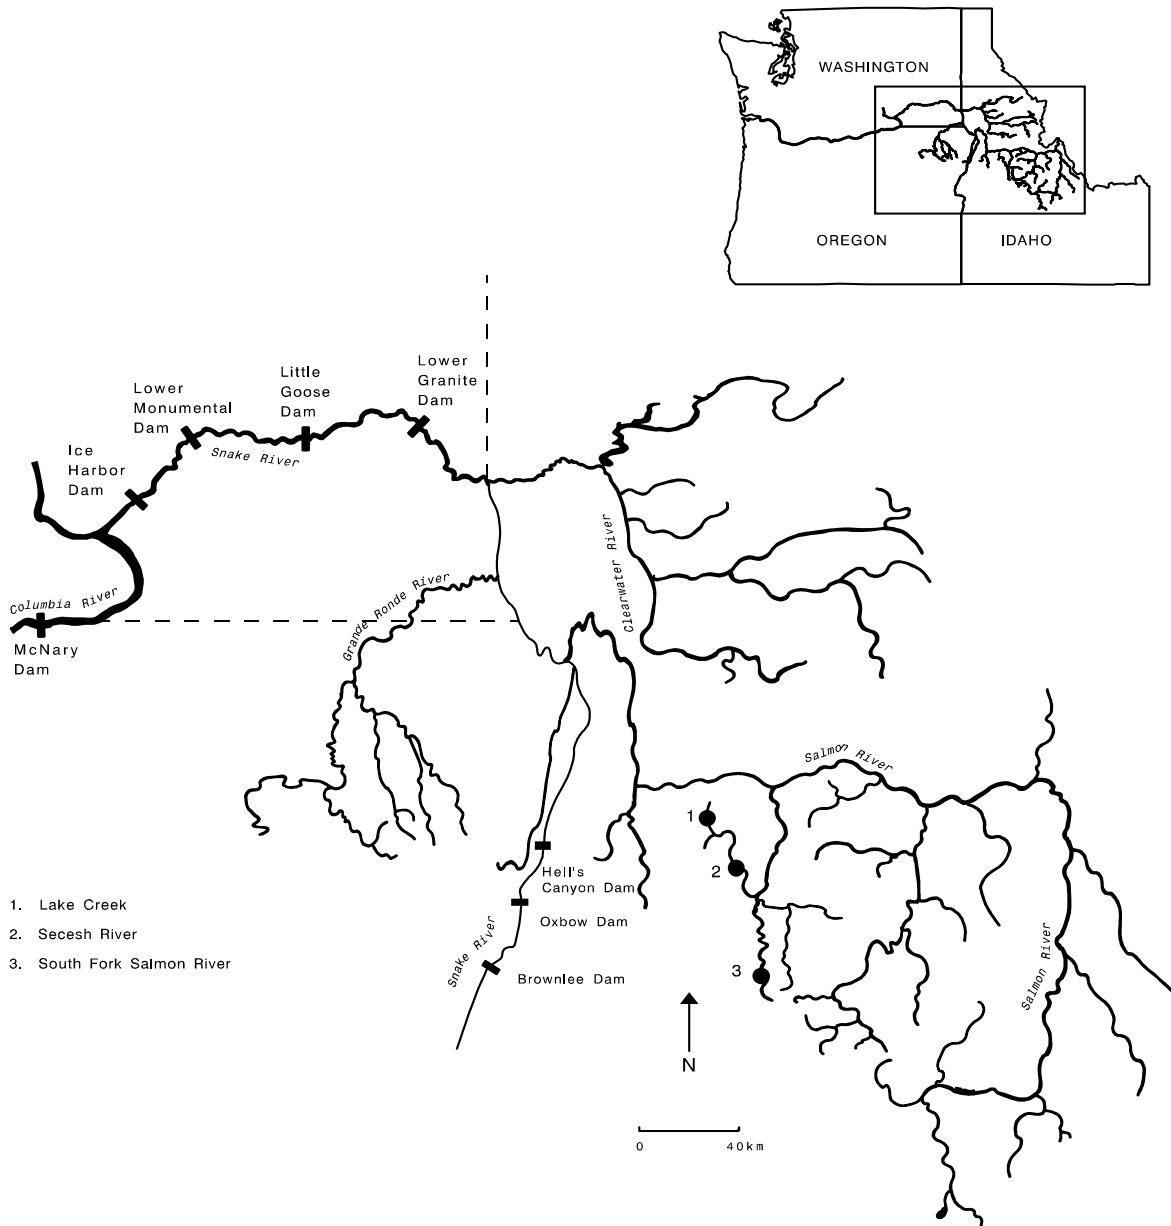 WASHINGTON
OREGON
IDAHO
Lower
Granite
Dam
Little
Goose
Dam
Lower
Monumental
Dam
Ice
Harbor
Dam
Snake River
Columbia River
McNary
Dam
Grande Ronde River
Clearwater River
Salmon River
1
2
3
Hell's
Canyon Dam
Oxbow Dam
Brownlee Dam
Snake River
Salmon River
1. Lake Creek
2. Secesh River
3. South Fork Salmon River
N
0 40km